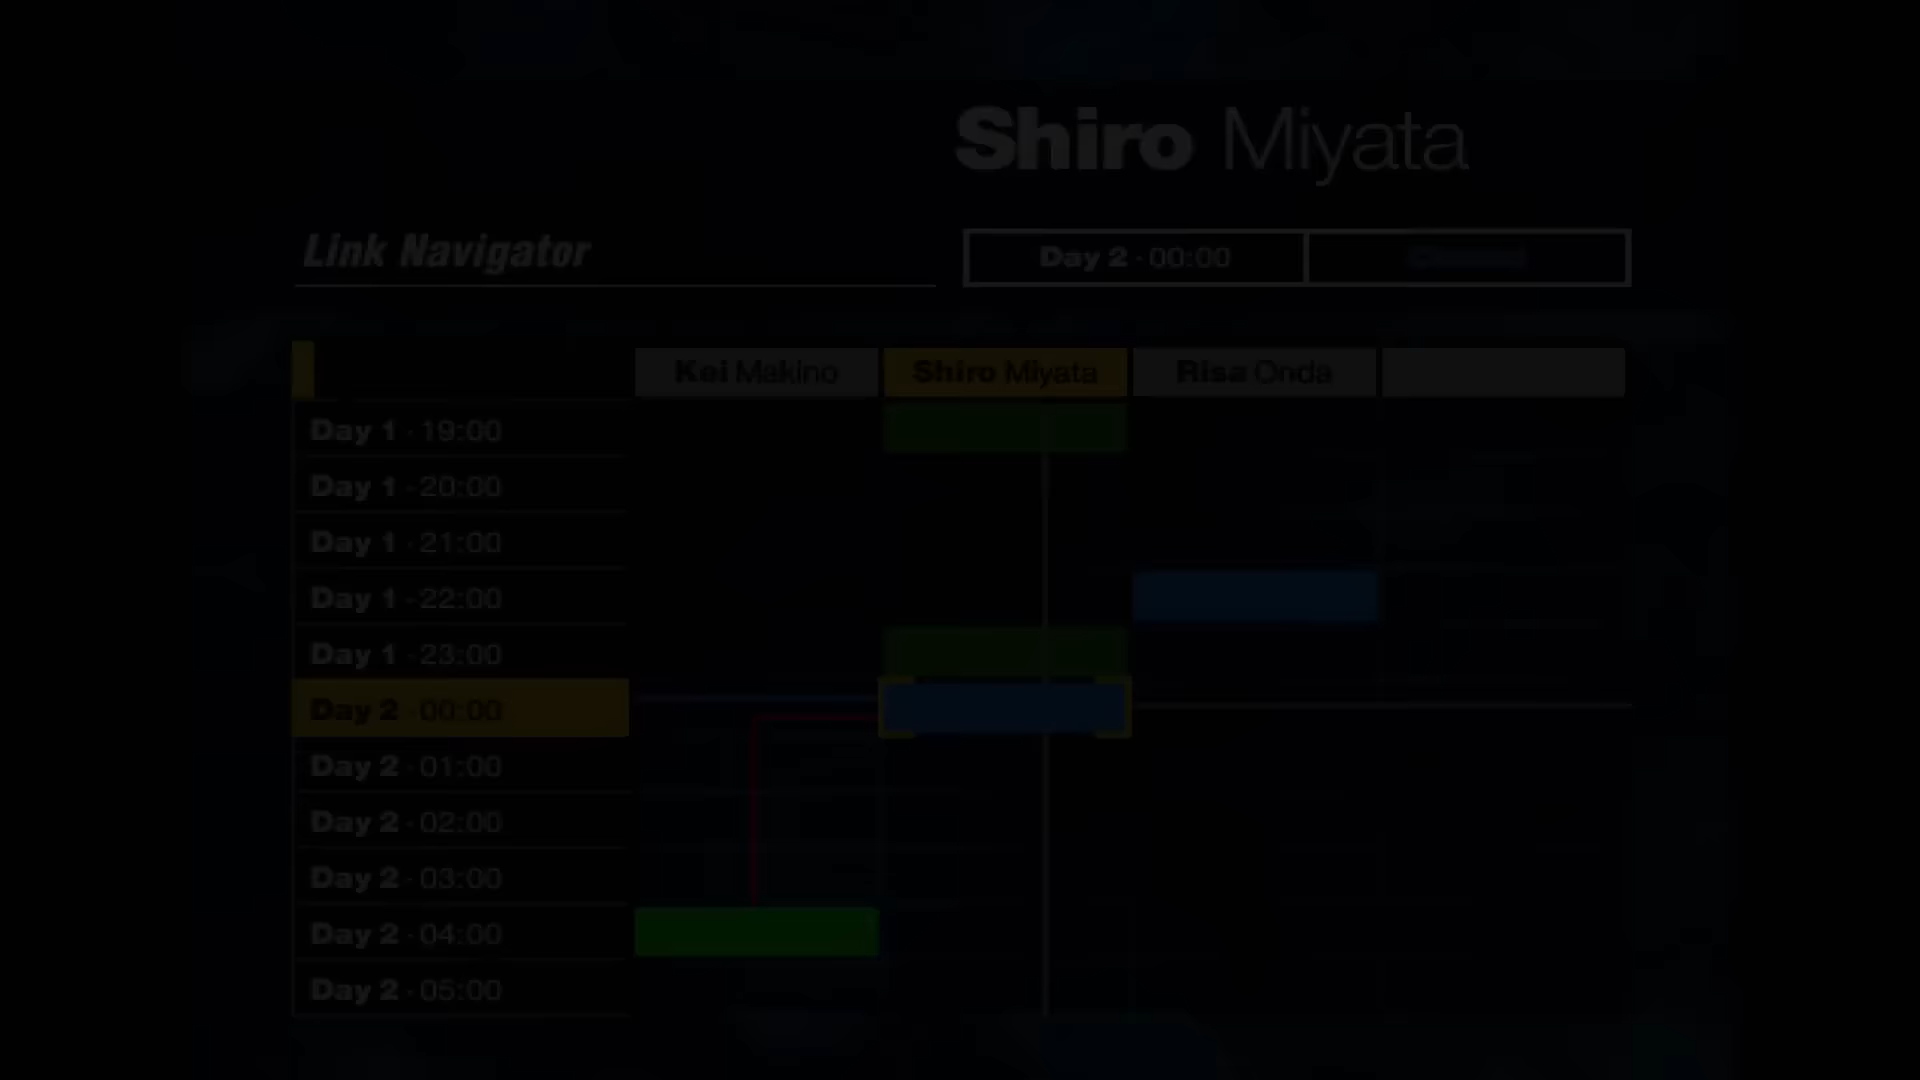 Shiro Miyata
Link Navigator
Day 2 - 00:00
Kei Makino
Shiro Miyata
Risa Onda
Day 1 - 19:00
Day 1 - 20:00
Day 1 - 21:00
Day 1 - 22:00
Day 1 - 23:00
Day 2 - 00:00
Day 2 - 01:00
Day 2 - 02:00
Day 2 - 03:00
Day 2 - 04:00
Day 2 - 05:00